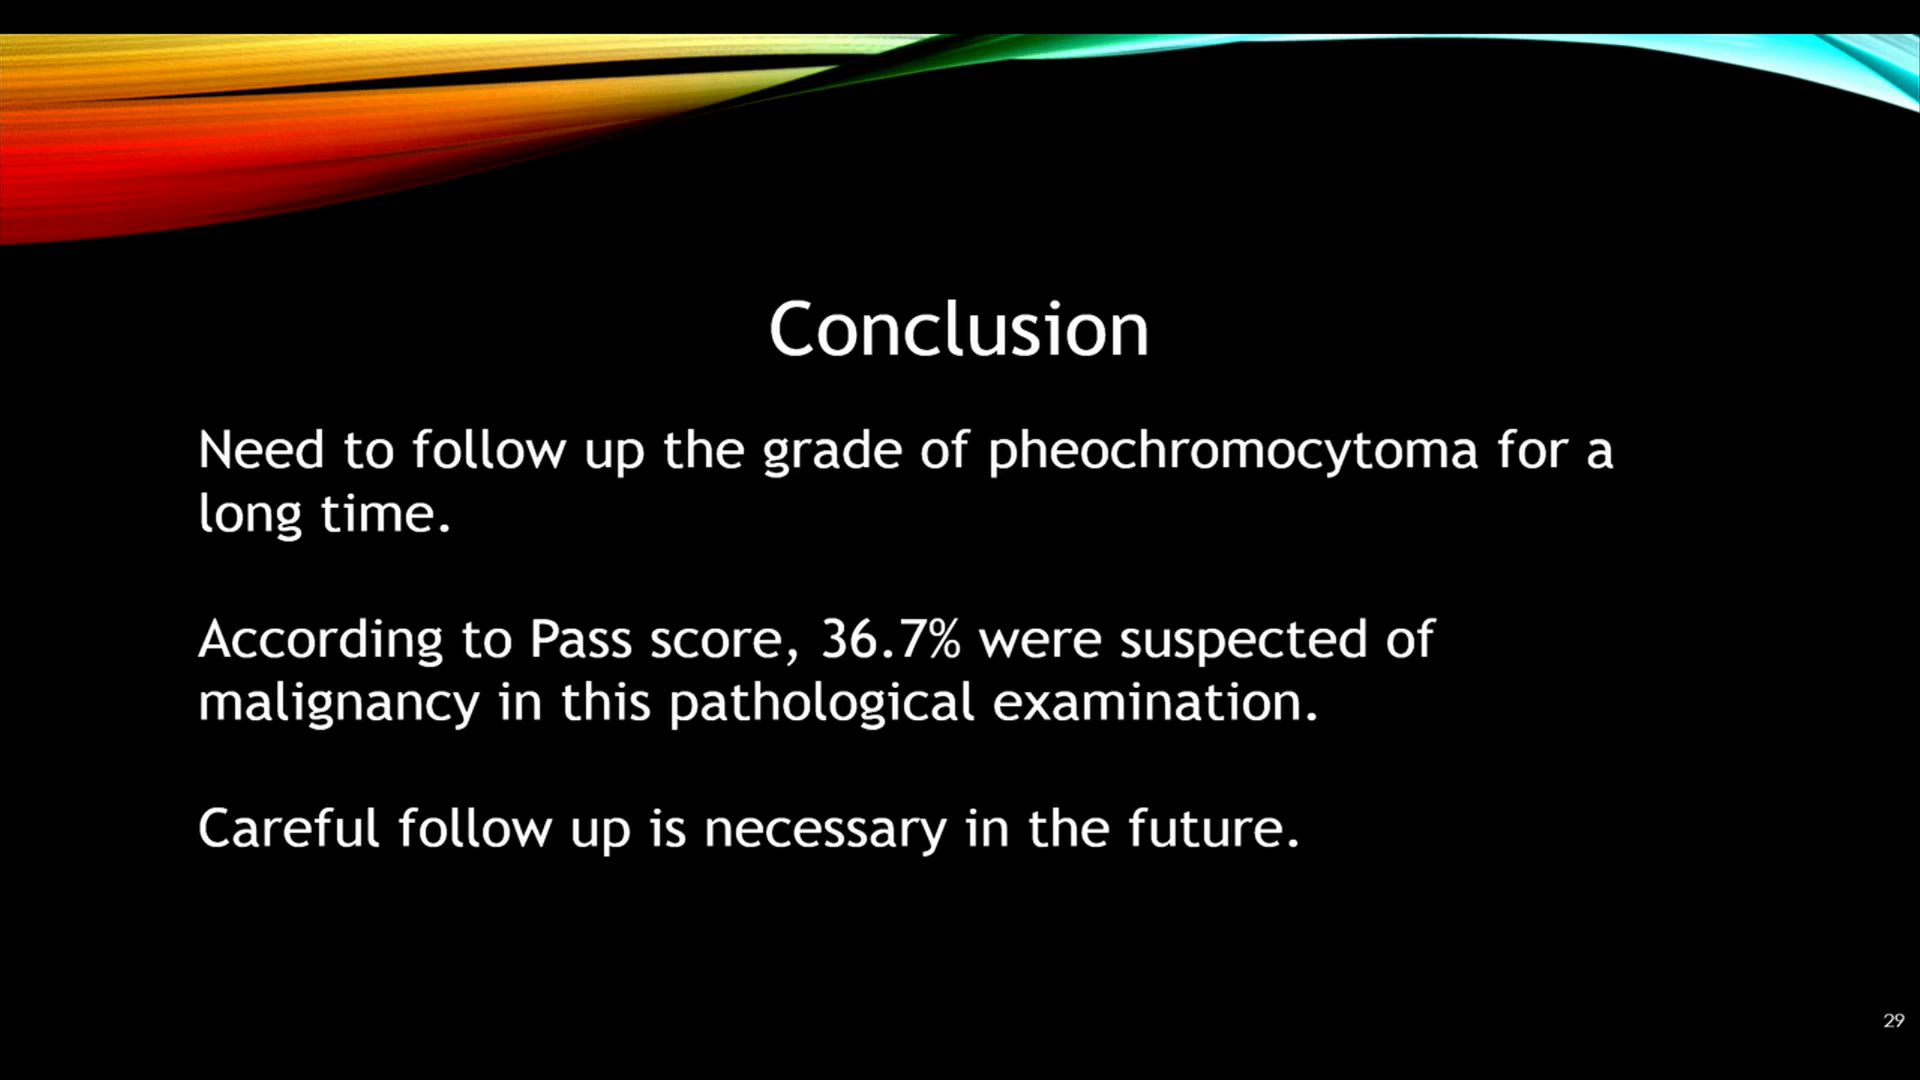 Conclusion
Need to follow up the grade of pheochromocytoma for a
long time.
According to Pass score, 36.7% were suspected of
malignancy in this pathological examination.
Careful follow up is necessary in the future.
29